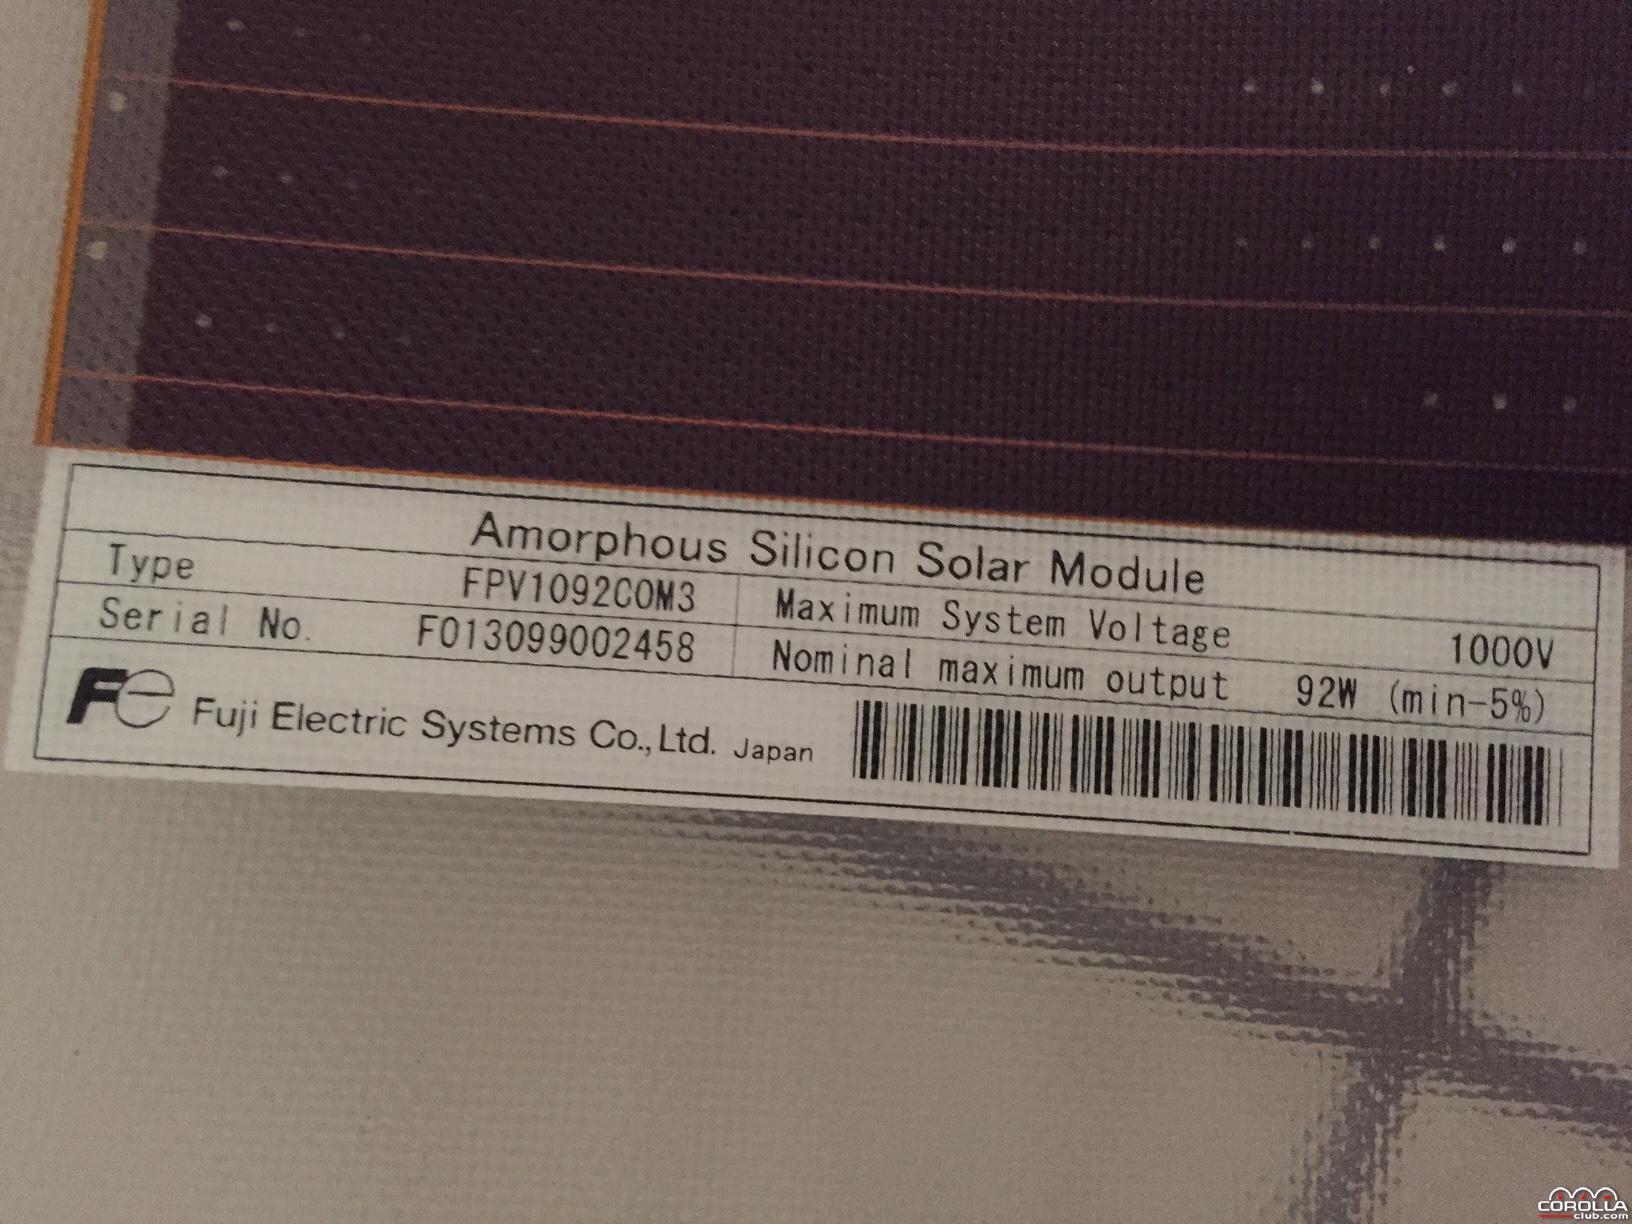 Amorphous Silicon Solar Module
Type FPV1092COM3 Maximum System Voltage 1000V
Serial No. F013099002458 Nominal maximum output 92W (min-5%)
Fe Fuji Electric Systems Co.,Ltd. Japan
COROLLA
club.com